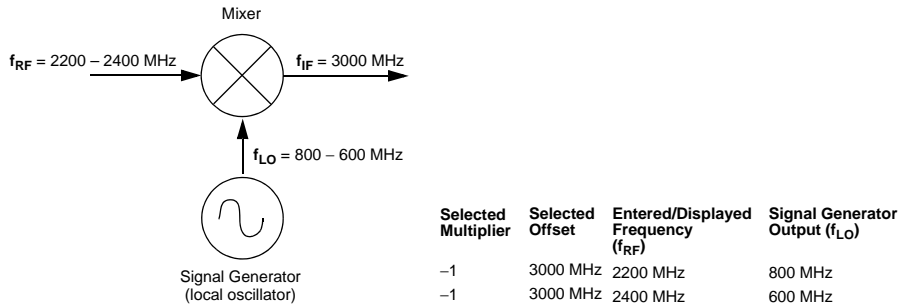 Mixer
fRF = 2200 – 2400 MHz
fIF = 3000 MHz
fLO = 800 – 600 MHz
Signal Generator
(local oscillator)
Selected Multiplier Selected Offset Entered/Displayed Frequency (fRF) Signal Generator Output (fLO)
–1 3000 MHz 2200 MHz 800 MHz
–1 3000 MHz 2400 MHz 600 MHz